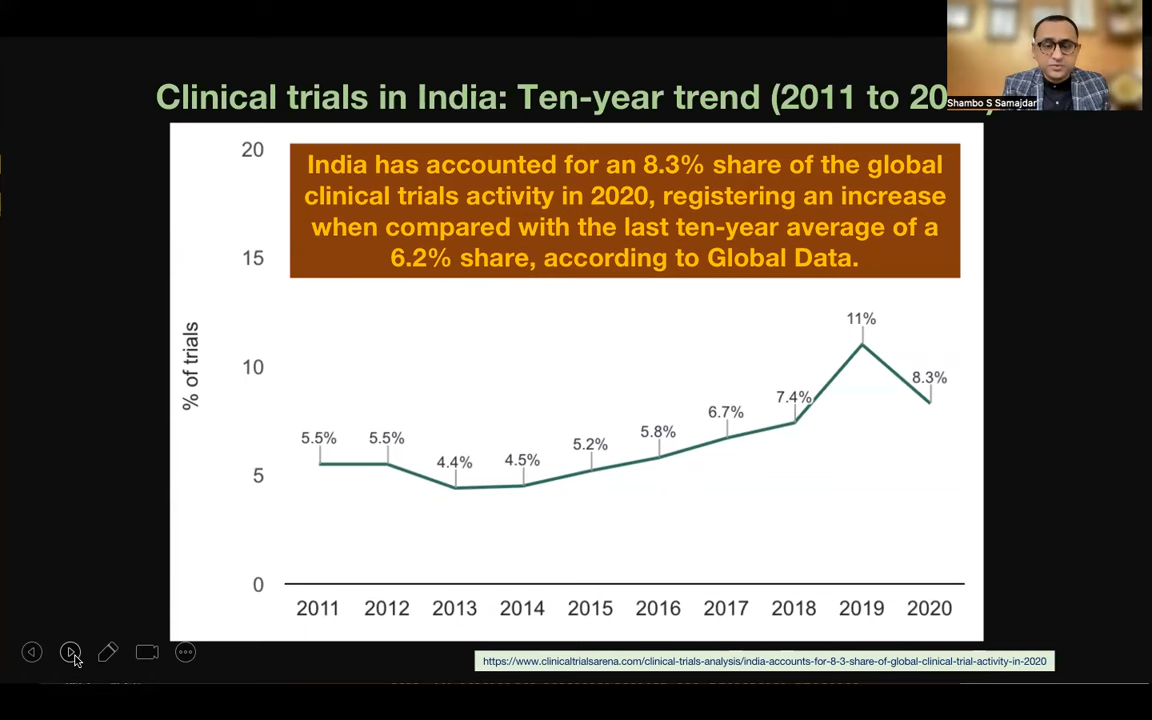 Clinical trials in India: Ten-year trend (2011 to 20
Shambo S Samajdar
India has accounted for an 8.3% share of the global
clinical trials activity in 2020, registering an increase
when compared with the last ten-year average of a
6.2% share, according to Global Data.
20
15
10
5
0
% of trials
5.5%
5.5%
4.4%
4.5%
5.2%
5.8%
6.7%
7.4%
11%
8.3%
2011 2012 2013 2014 2015 2016 2017 2018 2019 2020
https://www.clinicaltrialsarena.com/clinical-trials-analysis/india-accounts-for-8-3-share-of-global-clinical-trial-activity-in-2020